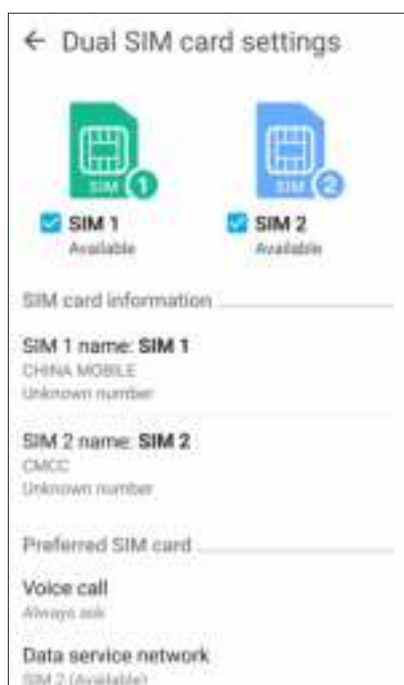 ← Dual SIM card settings
SIM 1
SIM 2
SIM 1
SIM 2
Available
Available
SIM card information
SIM 1 name: SIM 1
CHINA MOBILE
Unknown number
SIM 2 name: SIM 2
CMCC
Unknown number
Preferred SIM card
Voice call
Always ask
Data service network
SIM 2 (Available)